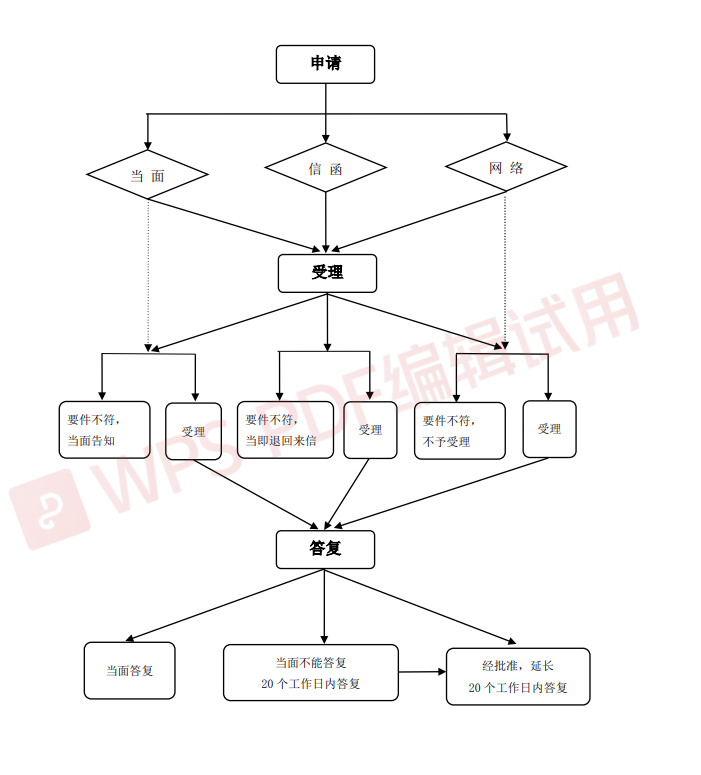 申请
当 面
信 函
网 络
受理
要件不符，
当面告知
受理
要件不符，
当即退回来信
受理
要件不符，
不予受理
受理
答复
当面答复
当面不能答复
20 个工作日内答复
经批准，延长
20 个工作日内答复
WPS PDF编辑试用